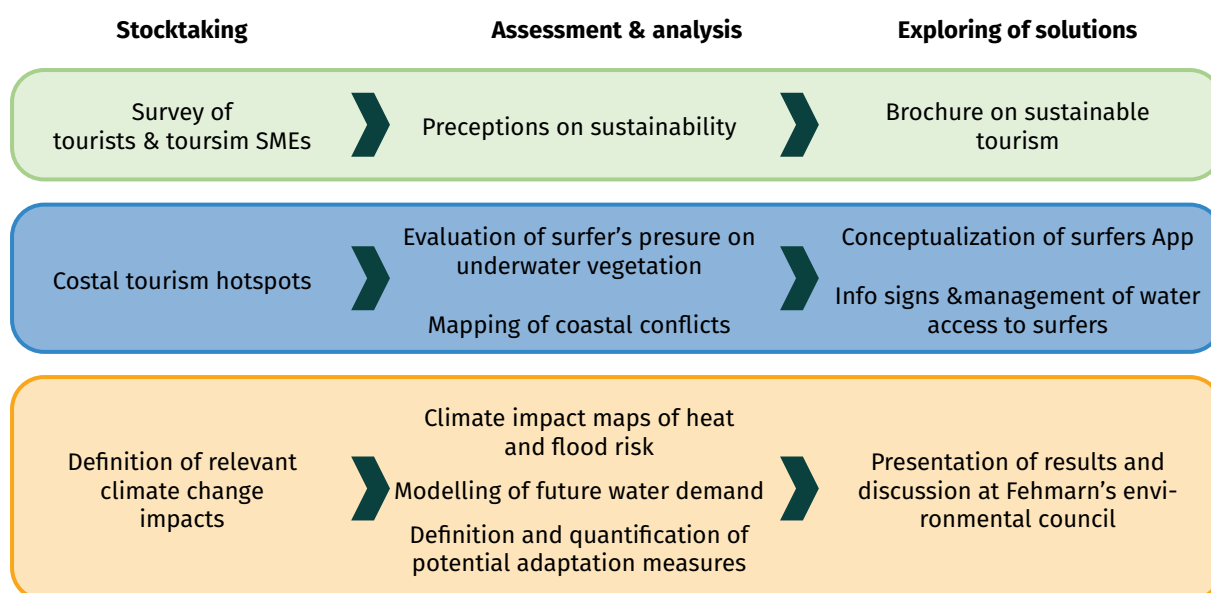 Stocktaking
Assessment & analysis
Exploring of solutions
Survey of
tourists & toursim SMEs
Preceptions on sustainability
Brochure on sustainable
tourism
Costal tourism hotspots
Evaluation of surfer’s presure on
underwater vegetation
Mapping of coastal conflicts
Conceptualization of surfers App
Info signs &management of water
access to surfers
Definition of relevant
climate change
impacts
Climate impact maps of heat
and flood risk
Modelling of future water demand
Definition and quantification of
potential adaptation measures
Presentation of results and
discussion at Fehmarn’s envi-
ronmental council